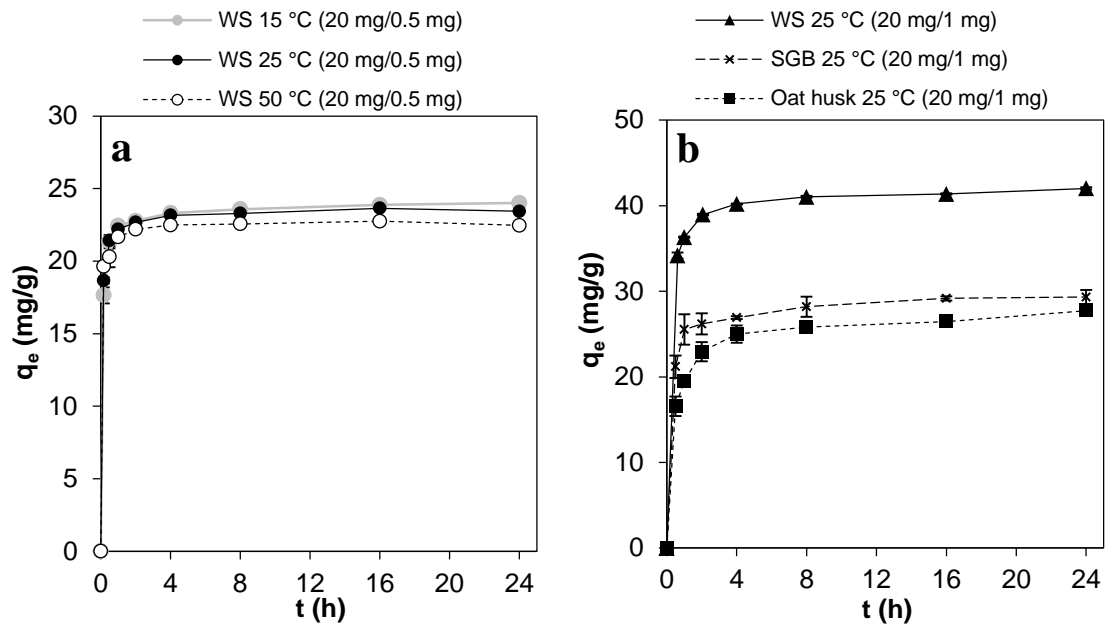 WS 15 °C (20 mg/0.5 mg)
WS 25 °C (20 mg/0.5 mg)
WS 50 °C (20 mg/0.5 mg)
a
30
25
20
15
10
5
0
qe (mg/g)
0 4 8 12 16 20 24
t (h)
WS 25 °C (20 mg/1 mg)
SGB 25 °C (20 mg/1 mg)
Oat husk 25 °C (20 mg/1 mg)
b
50
40
30
20
10
0
qe (mg/g)
0 4 8 12 16 20 24
t (h)